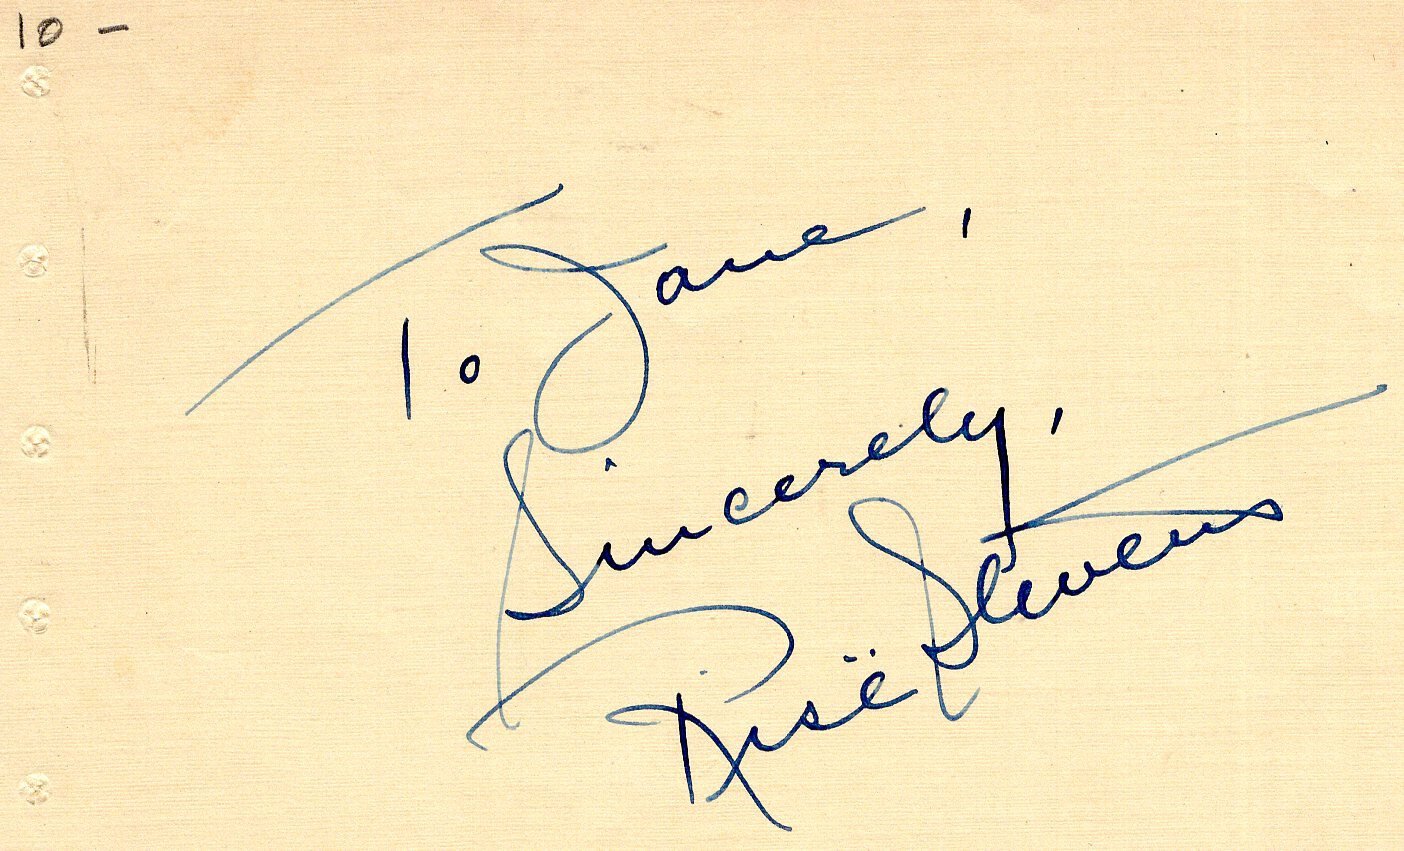 10 -
To Jane,
Sincerely,
Risë Stevens